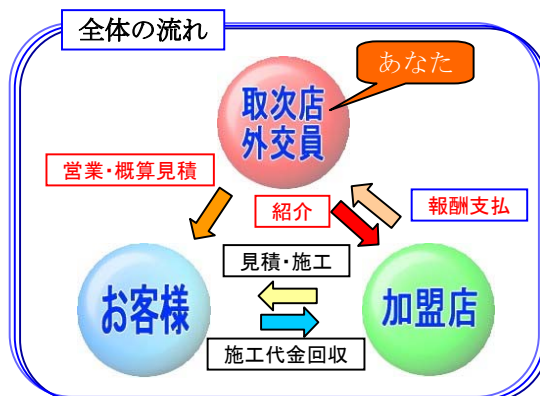 全体の流れ
あなた
取次店
外交員
営業・概算見積
紹介
報酬支払
見積・施工
お客様
加盟店
施工代金回収